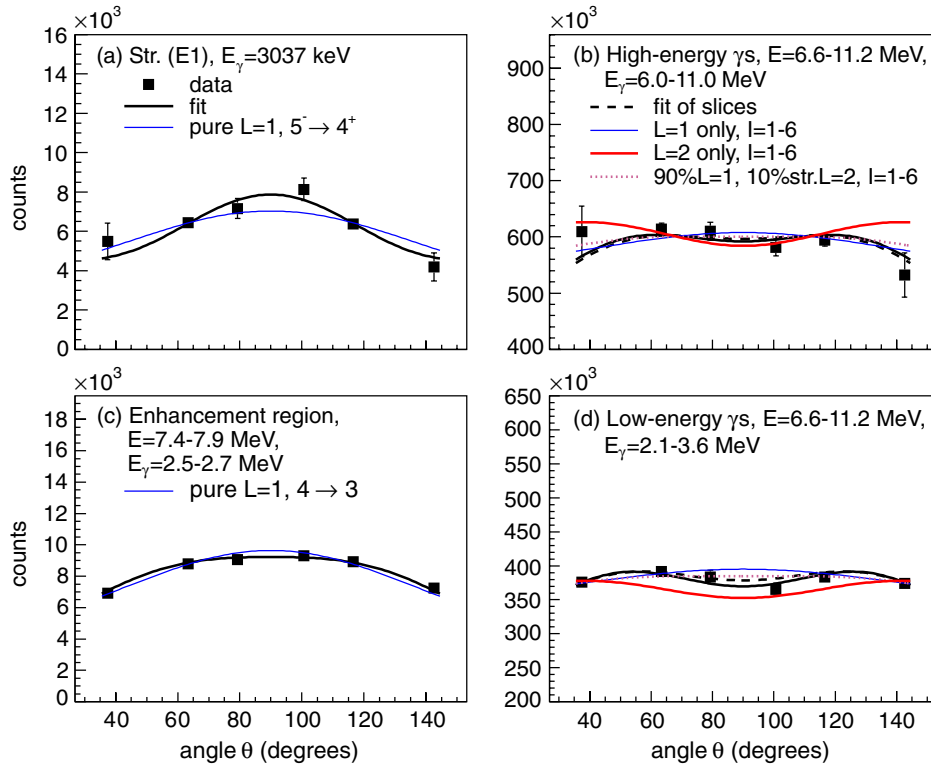 ×10³
16
14
12
10
8
6
4
2
0
counts
(a) Str. (E1), Eγ=3037 keV
data
fit
pure L=1, 5⁻ → 4⁺
×10³
900
800
700
600
500
400
(b) High-energy γs, E=6.6-11.2 MeV,
Eγ=6.0-11.0 MeV
fit of slices
L=1 only, I=1-6
L=2 only, I=1-6
90%L=1, 10%str.L=2, I=1-6
×10³
18
16
14
12
10
8
6
4
2
0
counts
(c) Enhancement region,
E=7.4-7.9 MeV,
Eγ=2.5-2.7 MeV
pure L=1, 4 → 3
40 60 80 100 120 140
angle θ (degrees)
×10³
650
600
550
500
450
400
350
300
250
200
(d) Low-energy γs, E=6.6-11.2 MeV,
Eγ=2.1-3.6 MeV
40 60 80 100 120 140
angle θ (degrees)